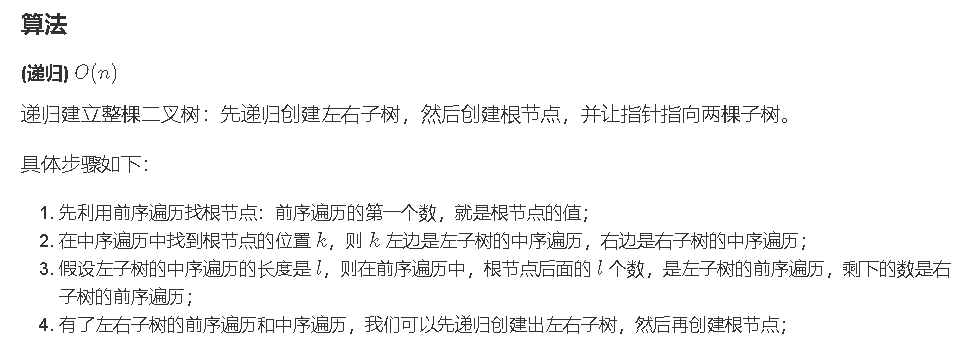 算法
(递归) O(n)
递归建立整棵二叉树：先递归创建左右子树，然后创建根节点，并让指针指向两棵子树。
具体步骤如下：
1. 先利用前序遍历找根节点：前序遍历的第一个数，就是根节点的值；
2. 在中序遍历中找到根节点的位置 k，则 k 左边是左子树的中序遍历，右边是右子树的中序遍历；
3. 假设左子树的中序遍历的长度是 l，则在前序遍历中，根节点后面的 l 个数，是左子树的前序遍历，剩下的数是右
子树的前序遍历；
4. 有了左右子树的前序遍历和中序遍历，我们可以先递归创建出左右子树，然后再创建根节点；